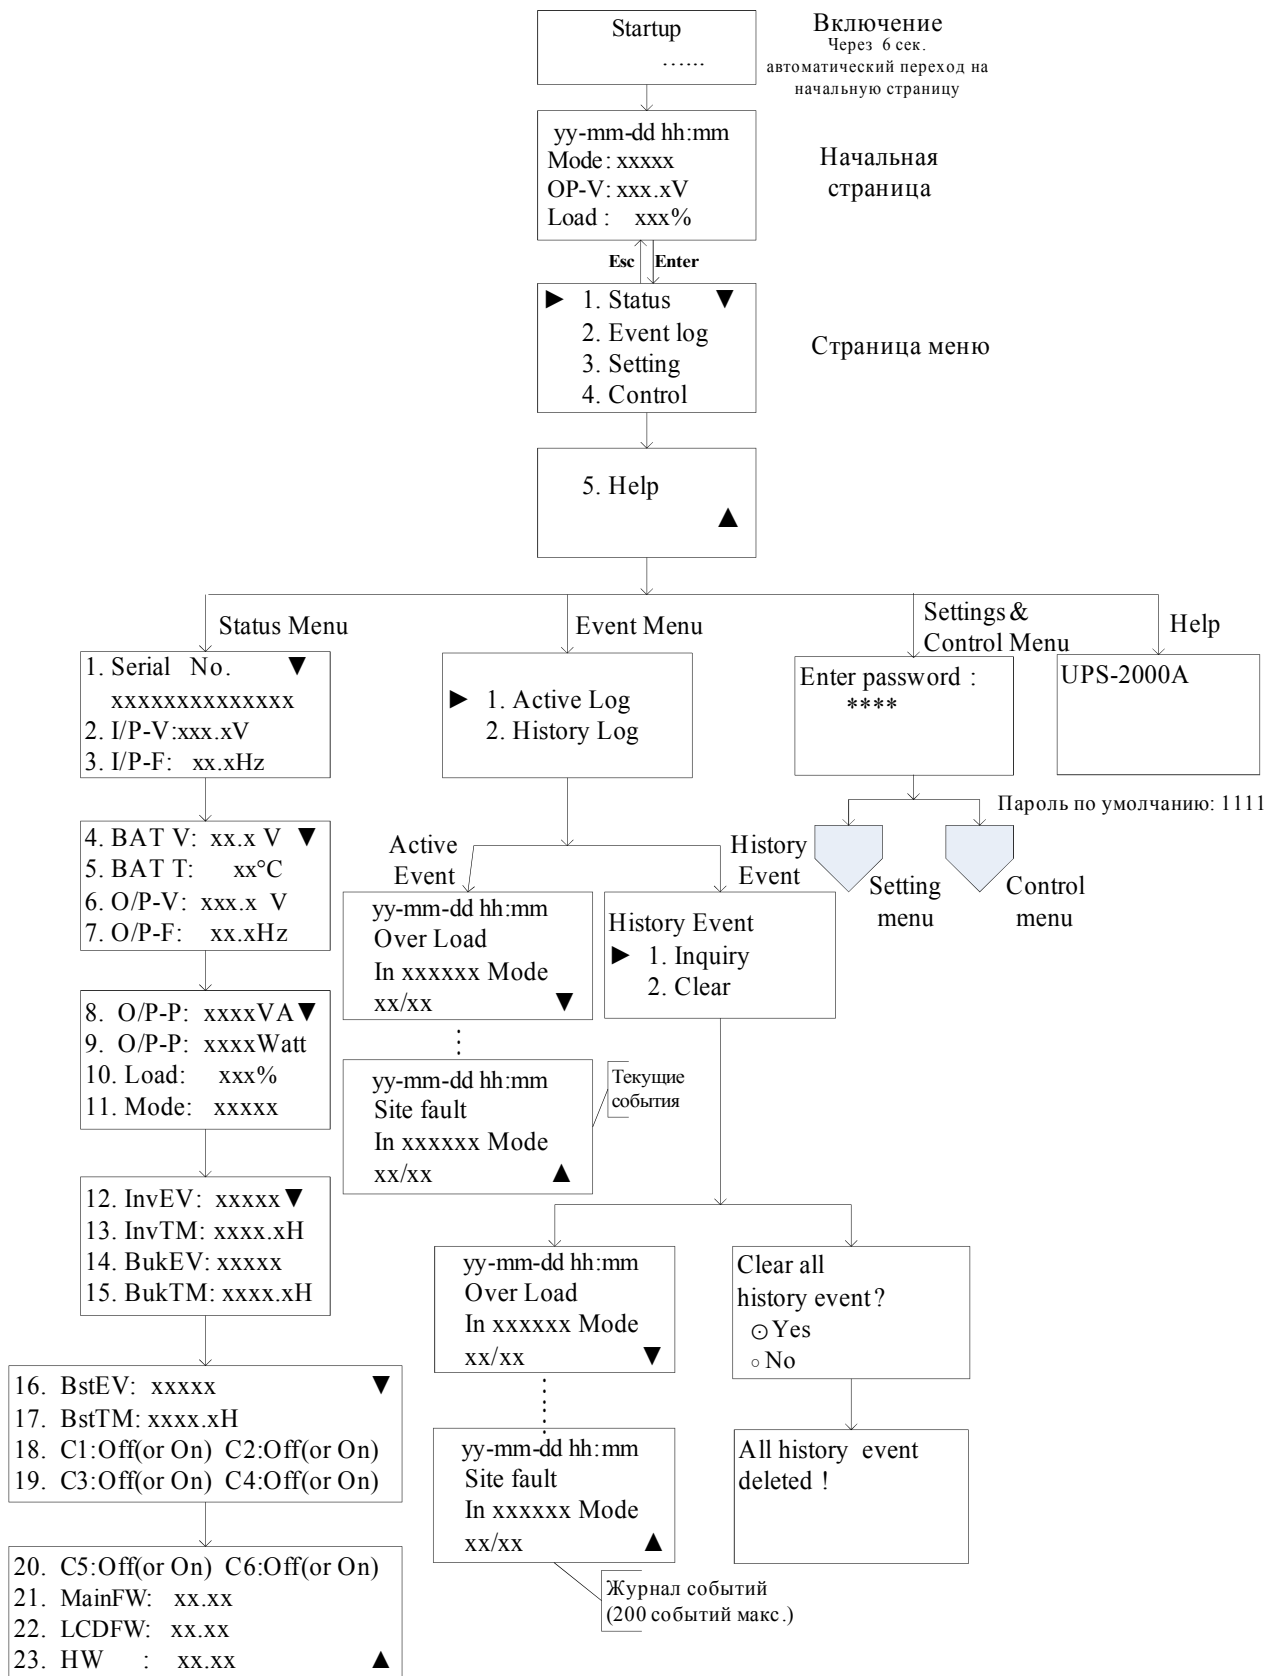 Startup
......
Включение
Через 6 сек.
автоматический переход на
начальную страницу
yy-mm-dd hh:mm
Mode: xxxxx
OP-V: xxx.xV
Load : xxx%
Начальная
страница
Esc Enter
► 1. Status ▼
2. Event log
3. Setting
4. Control
Страница меню
5. Help
▲
Status Menu
1. Serial No. ▼
xxxxxxxxxxxxxx
2. I/P-V:xxx.xV
3. I/P-F: xx.xHz
4. BAT V: xx.x V ▼
5. BAT T: xx°C
6. O/P-V: xxx.x V
7. O/P-F: xx.xHz
8. O/P-P: xxxxVA▼
9. O/P-P: xxxxWatt
10. Load: xxx%
11. Mode: xxxxx
12. InvEV: xxxxx▼
13. InvTM: xxxx.xH
14. BukEV: xxxxx
15. BukTM: xxxx.xH
16. BstEV: xxxxx ▼
17. BstTM: xxxx.xH
18. C1:Off(or On) C2:Off(or On)
19. C3:Off(or On) C4:Off(or On)
20. C5:Off(or On) C6:Off(or On)
21. MainFW: xx.xx
22. LCDFW: xx.xx
23. HW : xx.xx ▲
Event Menu
► 1. Active Log
2. History Log
Active
Event
yy-mm-dd hh:mm
Over Load
In xxxxxx Mode
xx/xx ▼
yy-mm-dd hh:mm
Site fault
In xxxxxx Mode
xx/xx ▲
Текущие
события
History
Event
History Event
► 1. Inquiry
2. Clear
yy-mm-dd hh:mm
Over Load
In xxxxxx Mode
xx/xx ▼
yy-mm-dd hh:mm
Site fault
In xxxxxx Mode
xx/xx ▲
Журнал событий
(200 событий макс.)
Clear all
history event?
⊙Yes
○No
All history event
deleted !
Settings&
Control Menu
Enter password :
****
Пароль по умолчанию: 1111
Setting
menu
Control
menu
Help
UPS-2000A